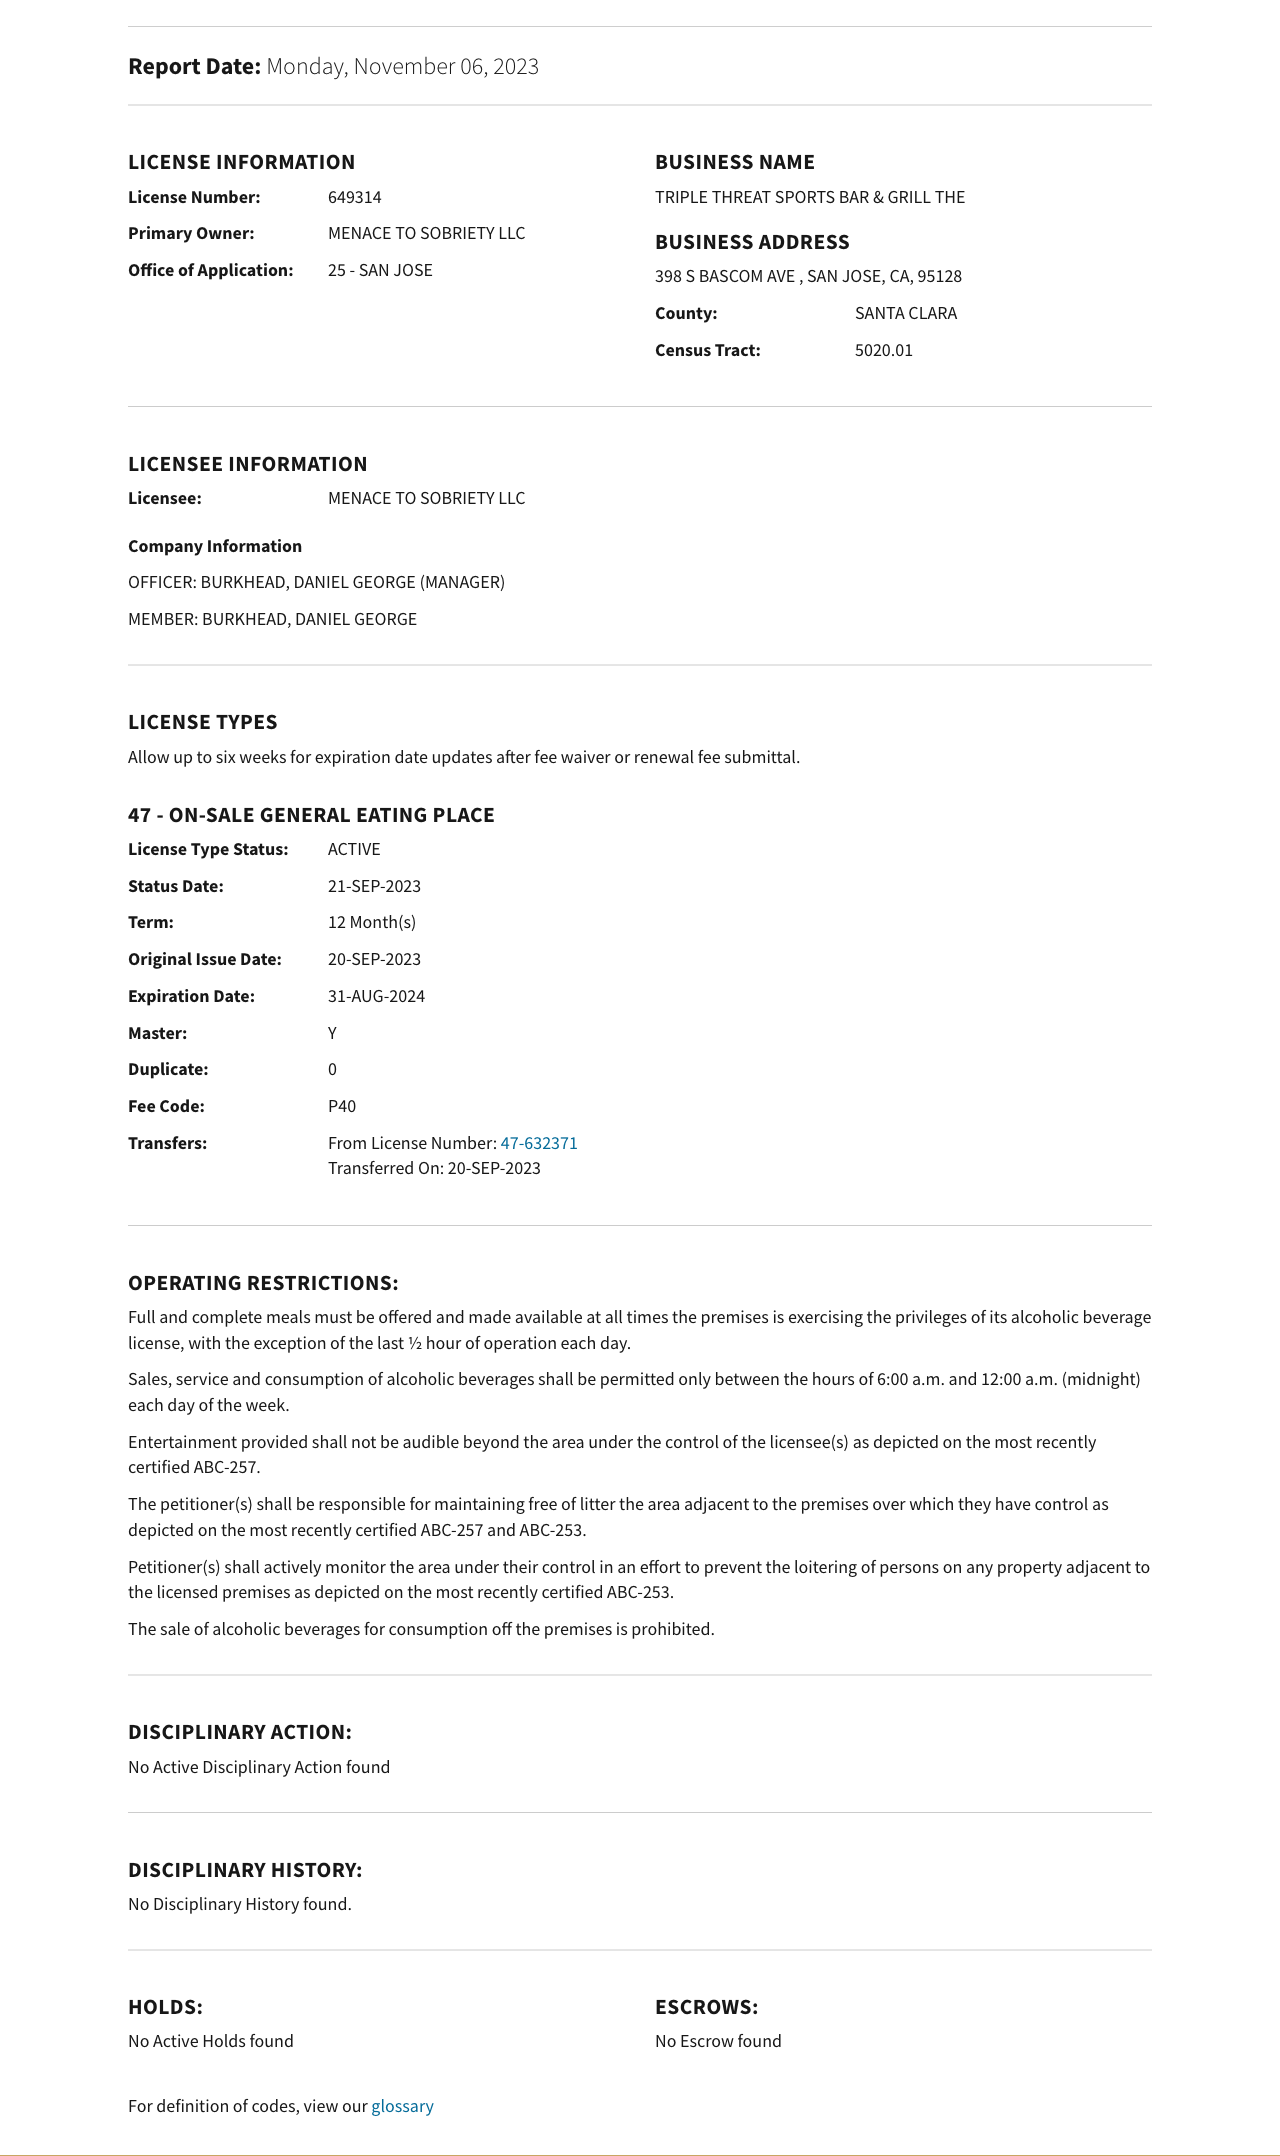 Report Date: Monday, November 06, 2023
LICENSE INFORMATION
License Number: 649314
Primary Owner: MENACE TO SOBRIETY LLC
Office of Application: 25 - SAN JOSE
BUSINESS NAME
TRIPLE THREAT SPORTS BAR & GRILL THE
BUSINESS ADDRESS
398 S BASCOM AVE , SAN JOSE, CA, 95128
County: SANTA CLARA
Census Tract: 5020.01
LICENSEE INFORMATION
Licensee: MENACE TO SOBRIETY LLC
Company Information
OFFICER: BURKHEAD, DANIEL GEORGE (MANAGER)
MEMBER: BURKHEAD, DANIEL GEORGE
LICENSE TYPES
Allow up to six weeks for expiration date updates after fee waiver or renewal fee submittal.
47 - ON-SALE GENERAL EATING PLACE
License Type Status: ACTIVE
Status Date: 21-SEP-2023
Term: 12 Month(s)
Original Issue Date: 20-SEP-2023
Expiration Date: 31-AUG-2024
Master: Y
Duplicate: 0
Fee Code: P40
Transfers: From License Number: 47-632371
Transferred On: 20-SEP-2023
OPERATING RESTRICTIONS:
Full and complete meals must be offered and made available at all times the premises is exercising the privileges of its alcoholic beverage
license, with the exception of the last ½ hour of operation each day.
Sales, service and consumption of alcoholic beverages shall be permitted only between the hours of 6:00 a.m. and 12:00 a.m. (midnight)
each day of the week.
Entertainment provided shall not be audible beyond the area under the control of the licensee(s) as depicted on the most recently
certified ABC-257.
The petitioner(s) shall be responsible for maintaining free of litter the area adjacent to the premises over which they have control as
depicted on the most recently certified ABC-257 and ABC-253.
Petitioner(s) shall actively monitor the area under their control in an effort to prevent the loitering of persons on any property adjacent to
the licensed premises as depicted on the most recently certified ABC-253.
The sale of alcoholic beverages for consumption off the premises is prohibited.
DISCIPLINARY ACTION:
No Active Disciplinary Action found
DISCIPLINARY HISTORY:
No Disciplinary History found.
HOLDS:
No Active Holds found
ESCROWS:
No Escrow found
For definition of codes, view our glossary